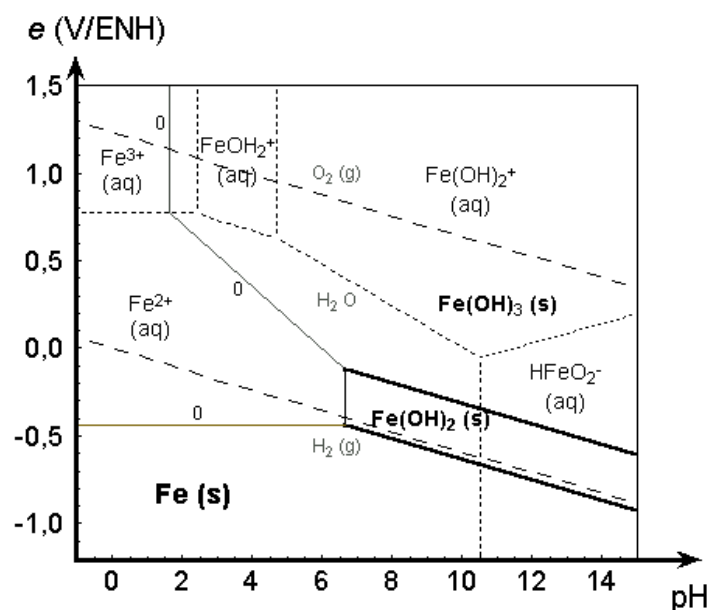 e (V/ENH)
1,5
1,0
0,5
0,0
-0,5
-1,0
0
Fe³⁺
(aq)
FeOH₂⁺
(aq)
O₂ (g)
Fe(OH)₂⁺
(aq)
Fe²⁺
(aq)
0
H₂ O
Fe(OH)₃ (s)
HFeO₂⁻
(aq)
0
Fe(OH)₂ (s)
H₂ (g)
Fe (s)
0 2 4 6 8 10 12 14
pH